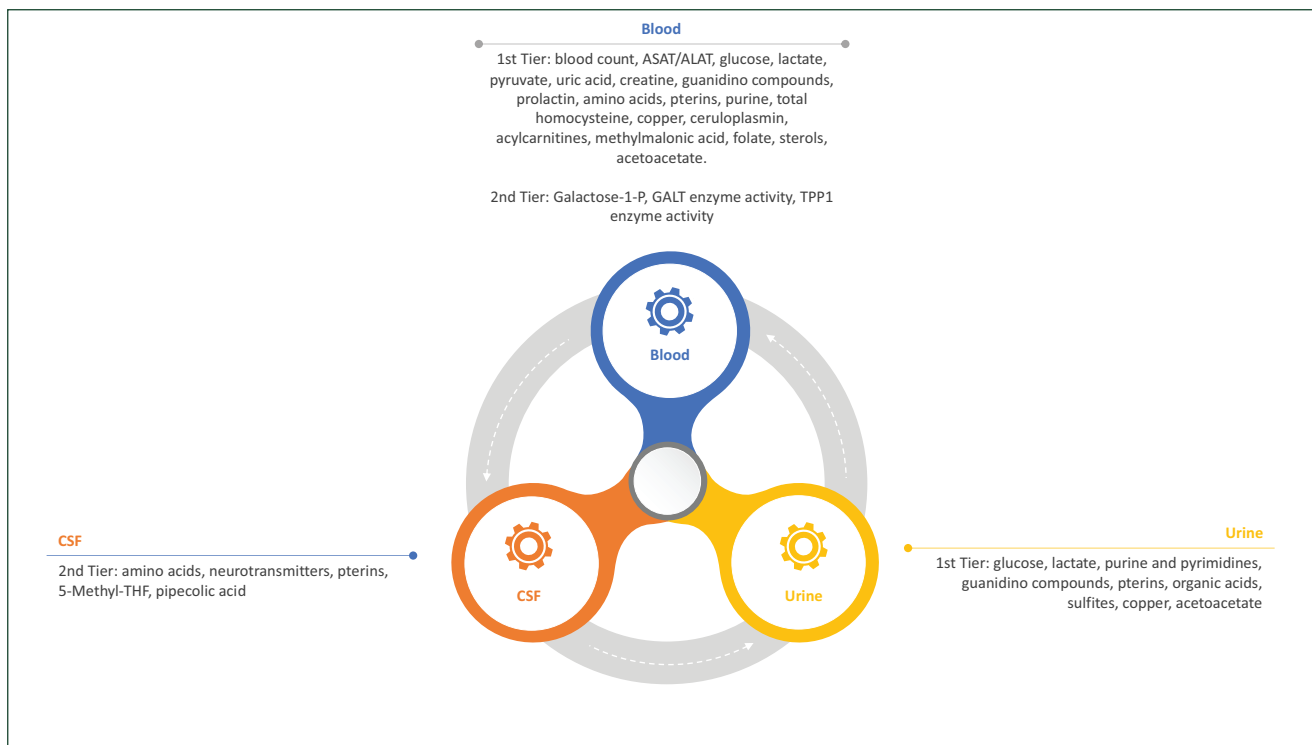 Blood
1st Tier: blood count, ASAT/ALAT, glucose, lactate,
pyruvate, uric acid, creatine, guanidino compounds,
prolactin, amino acids, pterins, purine, total
homocysteine, copper, ceruloplasmin,
acylcarnitines, methylmalonic acid, folate, sterols,
acetoacetate.
2nd Tier: Galactose-1-P, GALT enzyme activity, TPP1
enzyme activity
Blood
CSF
2nd Tier: amino acids, neurotransmitters, pterins,
5-Methyl-THF, pipecolic acid
CSF
Urine
Urine
1st Tier: glucose, lactate, purine and pyrimidines,
guanidino compounds, pterins, organic acids,
sulfites, copper, acetoacetate